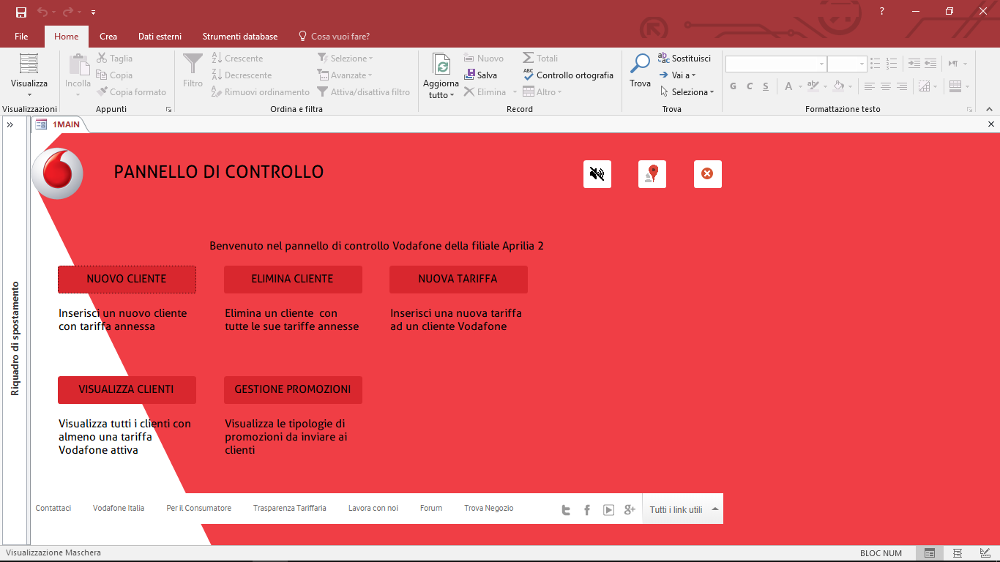 ?
File Home Crea Dati esterni Strumenti database Cosa vuoi fare?
Visualizza
Incolla
Taglia
Copia
Copia formato
Filtro
Crescente
Decrescente
Rimuovi ordinamento
Selezione
Avanzate
Attiva/disattiva filtro
Aggiorna
tutto
Nuovo
Salva
Elimina
Totali
Controllo ortografia
Altro
Trova
Sostituisci
Vai a
Seleziona
G C S A
Visualizzazioni Appunti Ordina e filtra Record Trova Formattazione testo
1MAIN
Riquadro di spostamento
PANNELLO DI CONTROLLO
Benvenuto nel pannello di controllo Vodafone della filiale Aprilia 2
NUOVO CLIENTE
Inserisci un nuovo cliente
con tariffa annessa
ELIMINA CLIENTE
Elimina un cliente con
tutte le sue tariffe annesse
NUOVA TARIFFA
Inserisci una nuova tariffa
ad un cliente Vodafone
VISUALIZZA CLIENTI
Visualizza tutti i clienti con
almeno una tariffa
Vodafone attiva
GESTIONE PROMOZIONI
Visualizza le tipologie di
promozioni da inviare ai
clienti
Contattaci Vodafone Italia Per il Consumatore Trasparenza Tariffaria Lavora con noi Forum Trova Negozio Tutti i link utili
Visualizzazione Maschera BLOC NUM